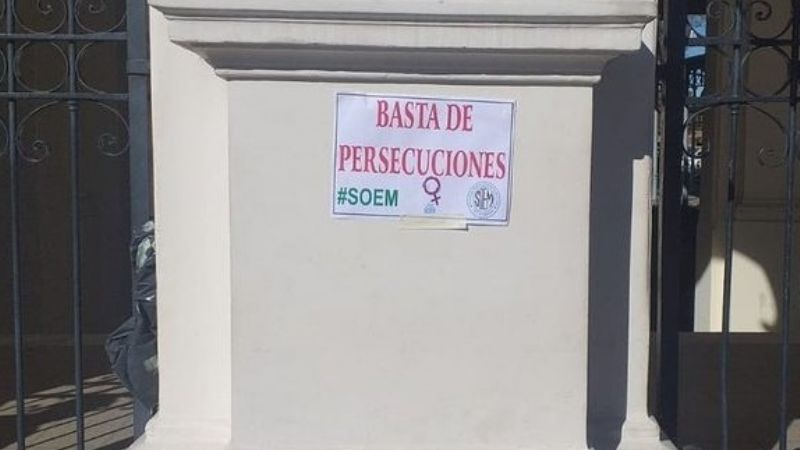 BASTA DE
PERSECUCIONES
#SOEM